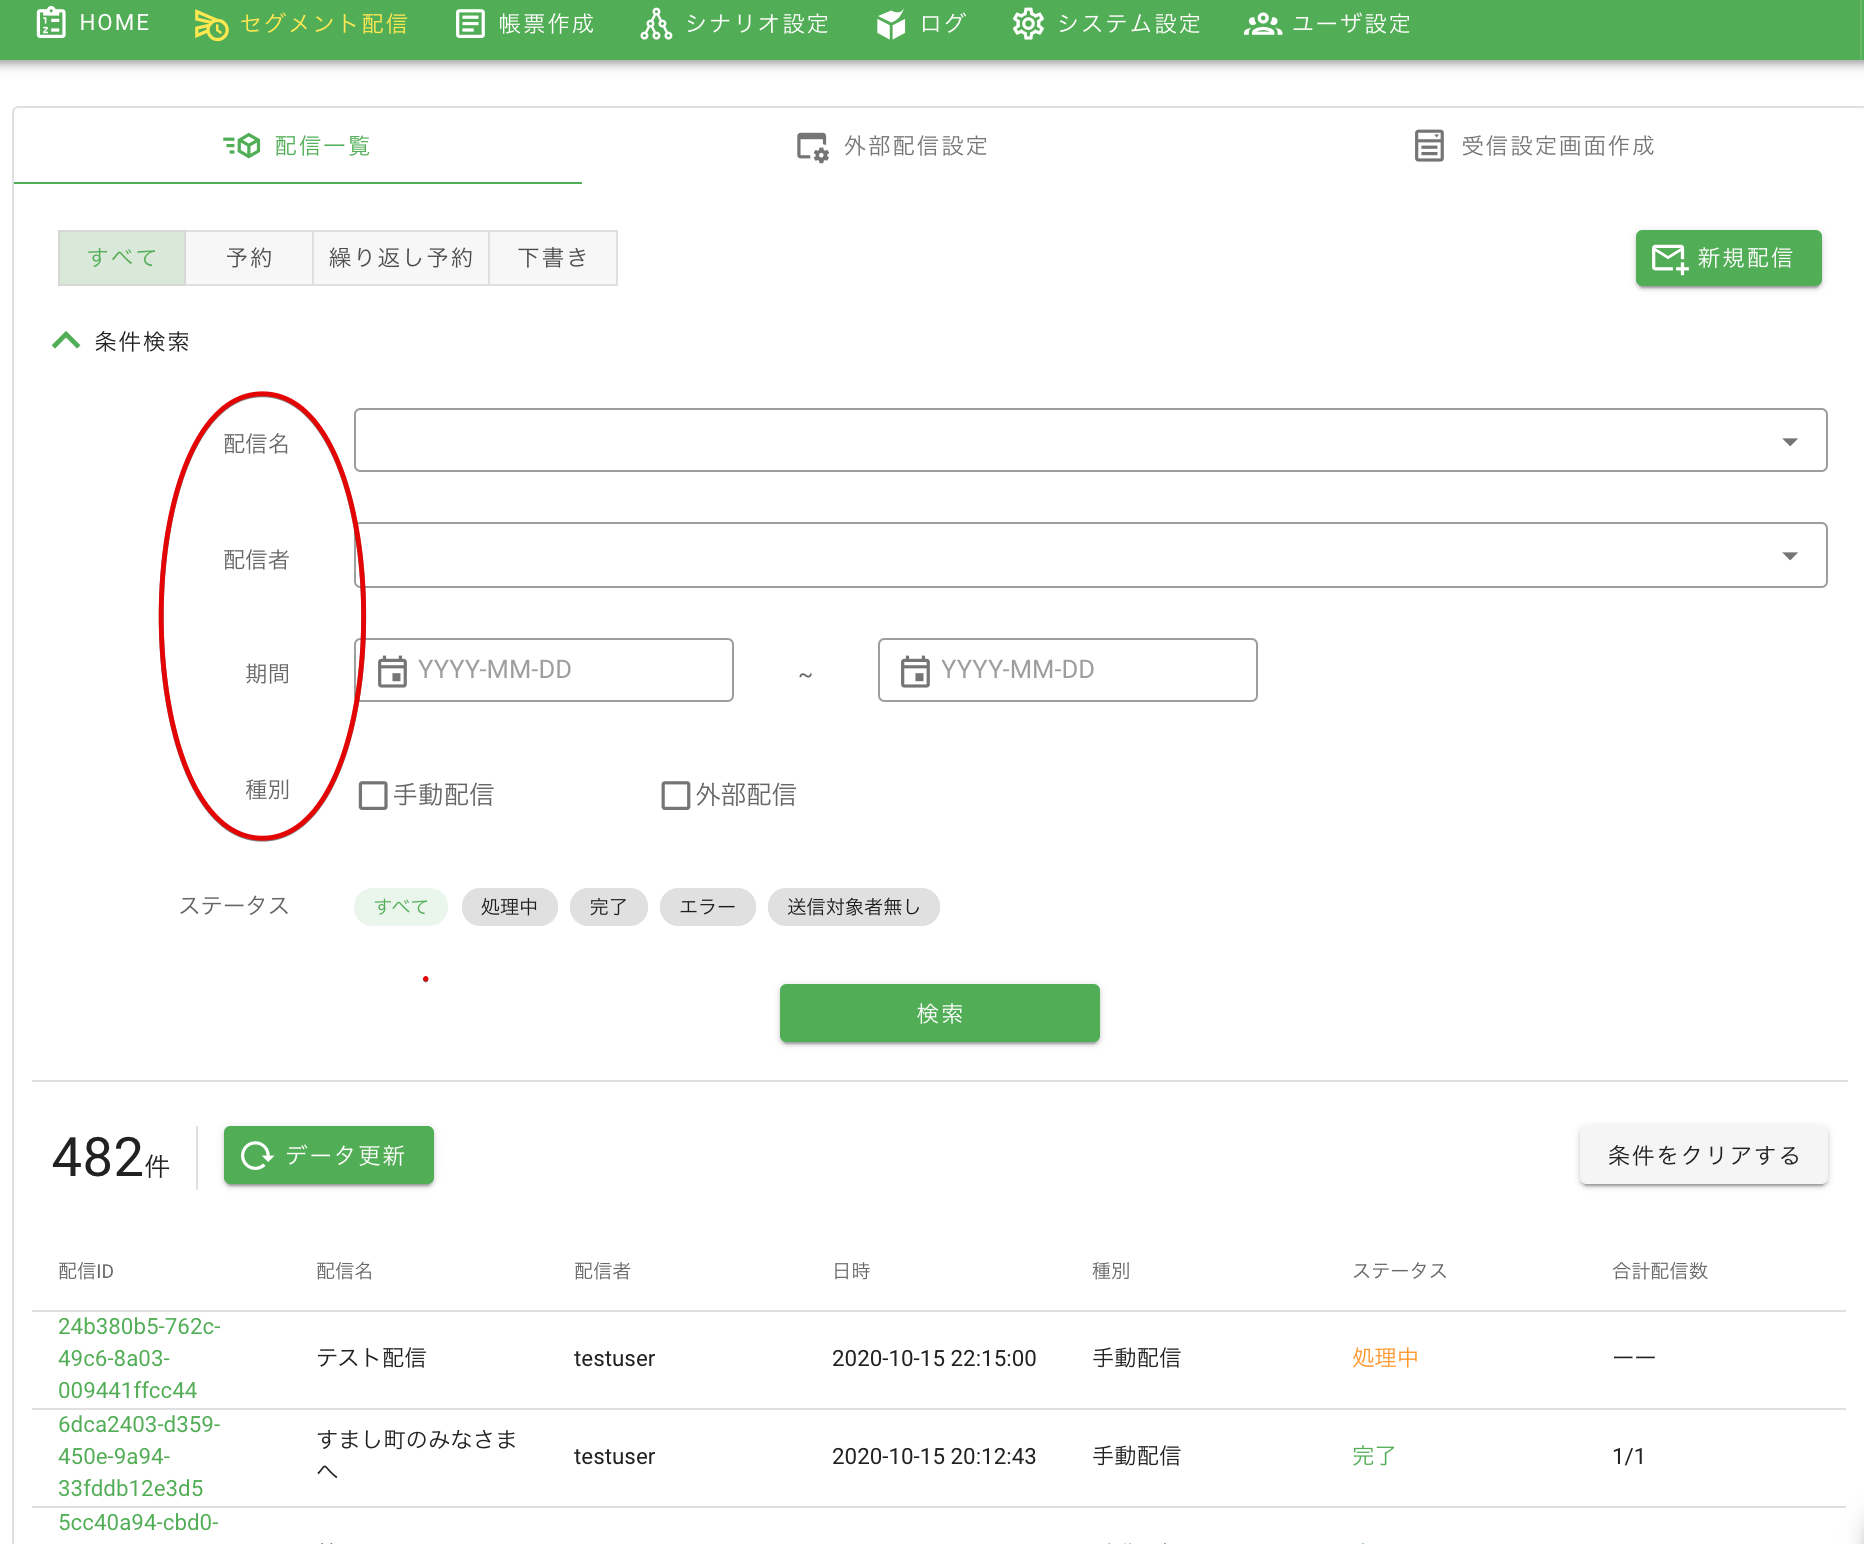 HOME セグメント配信 帳票作成 シナリオ設定 ログ システム設定 ユーザ設定
配信一覧 外部配信設定 受信設定画面作成
すべて 予約 繰り返し予約 下書き 新規配信
条件検索
配信名
配信者
期間 YYYY-MM-DD ~ YYYY-MM-DD
種別 手動配信 外部配信
ステータス すべて 処理中 完了 エラー 送信対象者無し
検索
482件 データ更新 条件をクリアする
配信ID 配信名 配信者 日時 種別 ステータス 合計配信数
24b380b5-762c-
49c6-8a03- テスト配信 testuser 2020-10-15 22:15:00 手動配信 処理中 ーー
009441ffcc44
6dca2403-d359-
すまし町のみなさま
450e-9a94- testuser 2020-10-15 20:12:43 手動配信 完了 1/1
へ
33fddb12e3d5
5cc40a94-cbd0-